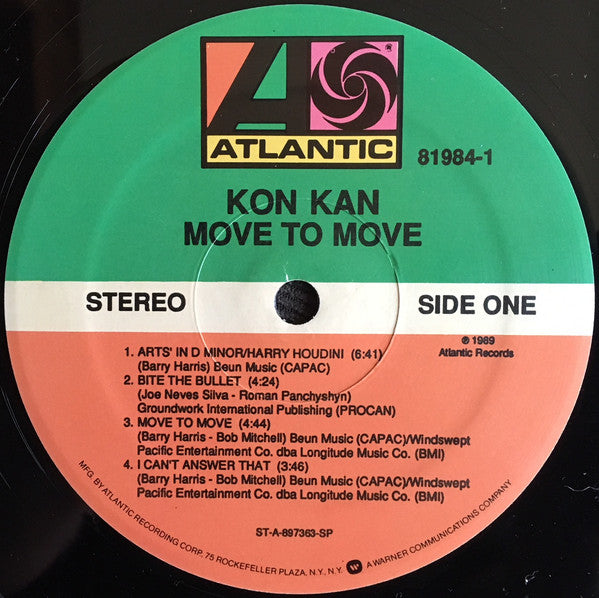 ATLANTIC
81984-1
KON KAN
MOVE TO MOVE
STEREO
SIDE ONE
℗ 1989
Atlantic Records
1. ARTS' IN D MINOR/HARRY HOUDINI (6:41)
(Barry Harris) Beun Music (CAPAC)
2. BITE THE BULLET (4:24)
(Joe Neves Silva - Roman Panchyshyn)
Groundwork International Publishing (PROCAN)
3. MOVE TO MOVE (4:44)
(Barry Harris - Bob Mitchell) Beun Music (CAPAC)/Windswept
Pacific Entertainment Co. dba Longitude Music Co. (BMI)
4. I CAN'T ANSWER THAT (3:46)
(Barry Harris - Bob Mitchell) Beun Music (CAPAC)/Windswept
Pacific Entertainment Co. dba Longitude Music Co. (BMI)
ST-A-897363-SP
MFG. BY ATLANTIC RECORDING CORP. 75 ROCKEFELLER PLAZA, N.Y., N.Y. A WARNER COMMUNICATIONS COMPANY